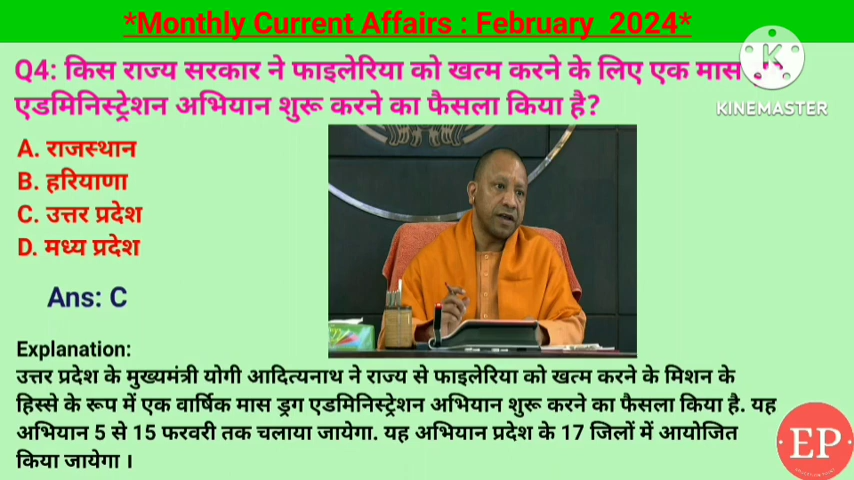 *Monthly Current Affairs : February 2024*
Q4: किस राज्य सरकार ने फाइलेरिया को खत्म करने के लिए एक मास
एडमिनिस्ट्रेशन अभियान शुरू करने का फैसला किया है?
K
KINEMASTER
A. राजस्थान
B. हरियाणा
C. उत्तर प्रदेश
D. मध्य प्रदेश
Ans: C
Explanation:
उत्तर प्रदेश के मुख्यमंत्री योगी आदित्यनाथ ने राज्य से फाइलेरिया को खत्म करने के मिशन के
हिस्से के रूप में एक वार्षिक मास ड्रग एडमिनिस्ट्रेशन अभियान शुरू करने का फैसला किया है. यह
अभियान 5 से 15 फरवरी तक चलाया जायेगा. यह अभियान प्रदेश के 17 जिलों में आयोजित
किया जायेगा ।
EP